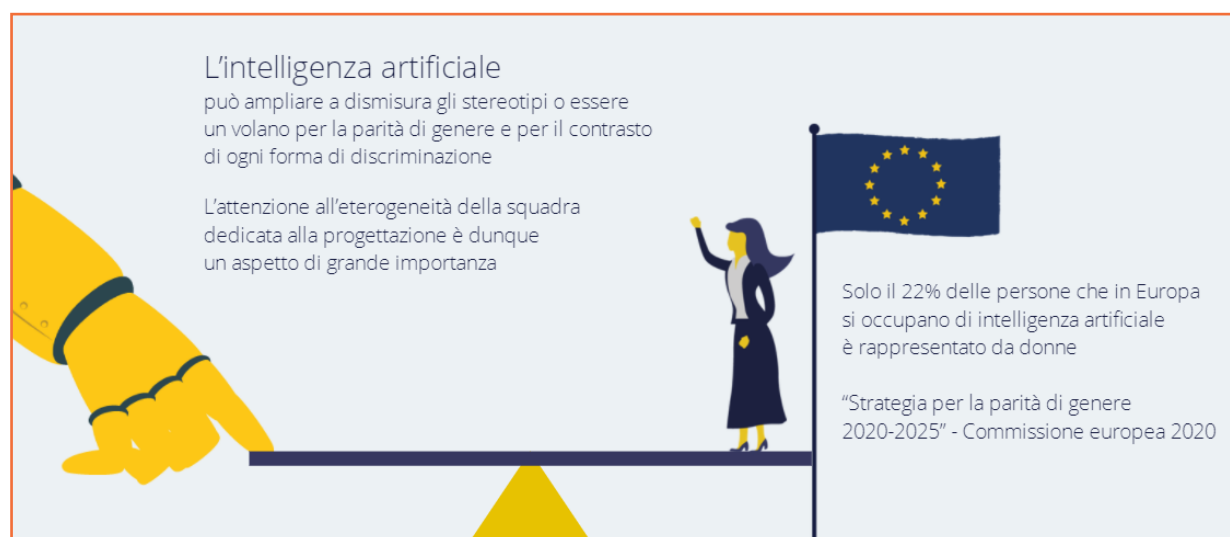 L’intelligenza artificiale
può ampliare a dismisura gli stereotipi o essere
un volano per la parità di genere e per il contrasto
di ogni forma di discriminazione
L’attenzione all’eterogeneità della squadra
dedicata alla progettazione è dunque
un aspetto di grande importanza
Solo il 22% delle persone che in Europa
si occupano di intelligenza artificiale
è rappresentato da donne
“Strategia per la parità di genere
2020-2025” - Commissione europea 2020